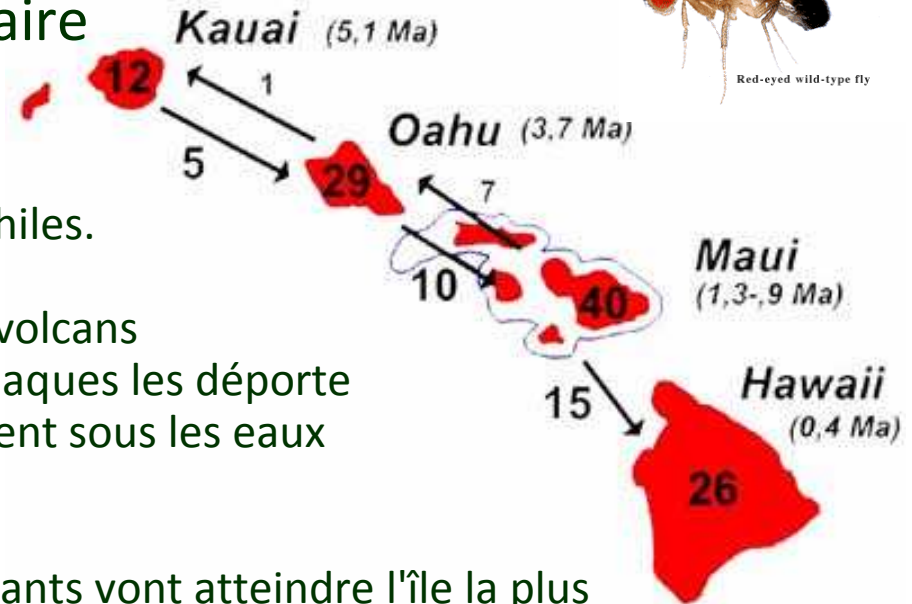 aire
Kauai (5,1 Ma)
Red-eyed wild-type fly
12
1
Oahu (3,7 Ma)
5
29
7
hiles.
Maui
(1,3-,9 Ma)
10
40
volcans
aques les déporte
Hawaii
(0,4 Ma)
15
ent sous les eaux
26
ants vont atteindre l'île la plus